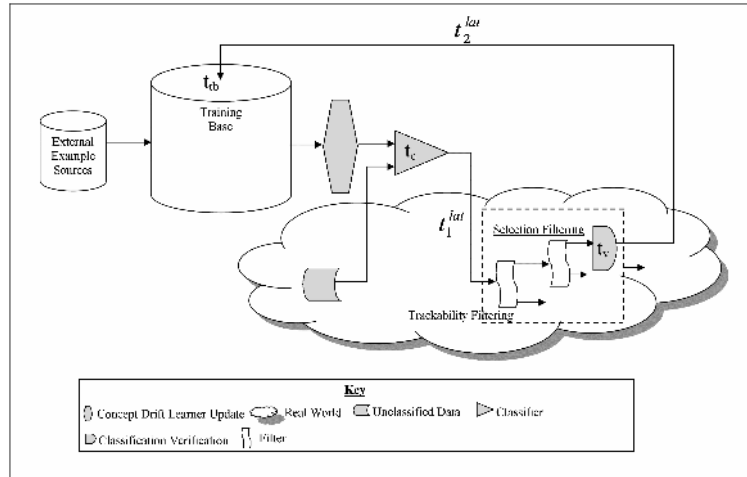 t_2^lat
t_tb
Training
Base
External
Example
Sources
t_c
t_1^lat
Selection Filtering
t_v
Trackability Filtering
Key
Concept Drift Learner Update
Real World
Unclassified Data
Classifier
Classification Verification
Filter